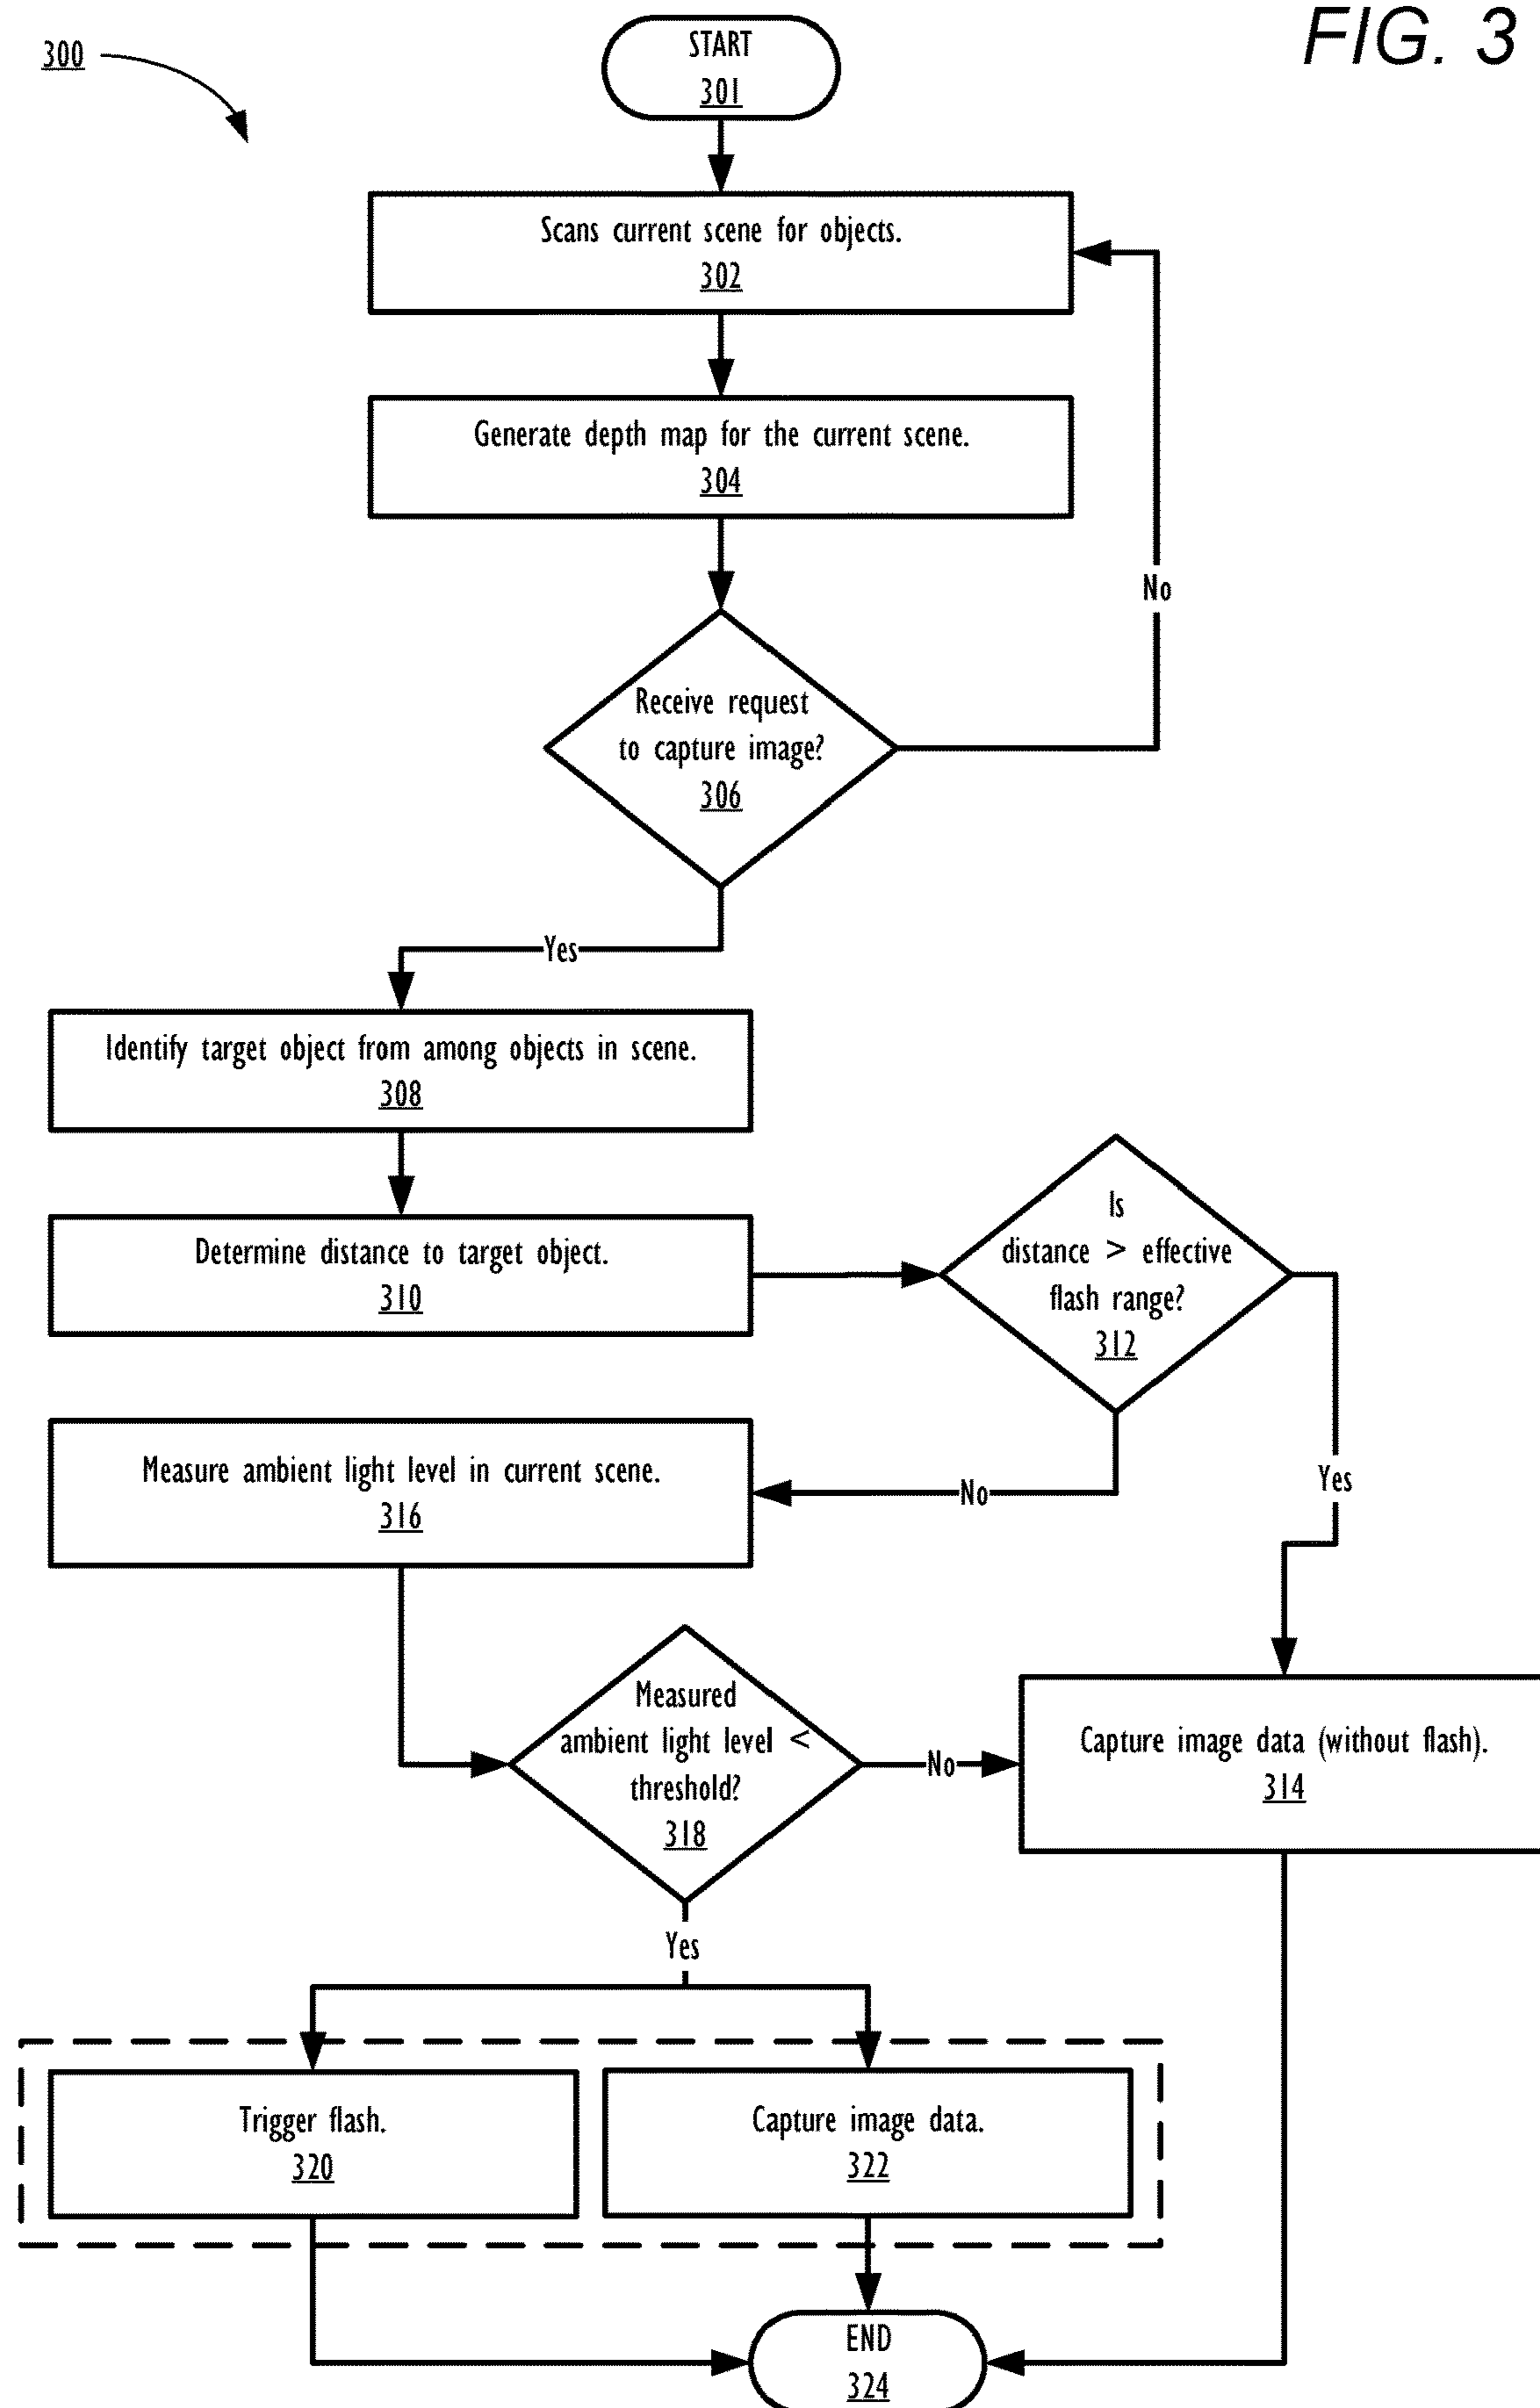 FIG. 3
300
START
301
Scans current scene for objects.
302
Generate depth map for the current scene.
304
No
Receive request
to capture image?
306
Yes
Identify target object from among objects in scene.
308
Determine distance to target object.
310
Is
distance > effective
flash range?
312
Measure ambient light level in current scene.
316
No
Yes
Measured
ambient light level <
threshold?
318
No
Capture image data (without flash).
314
Yes
Trigger flash.
320
Capture image data.
322
END
324